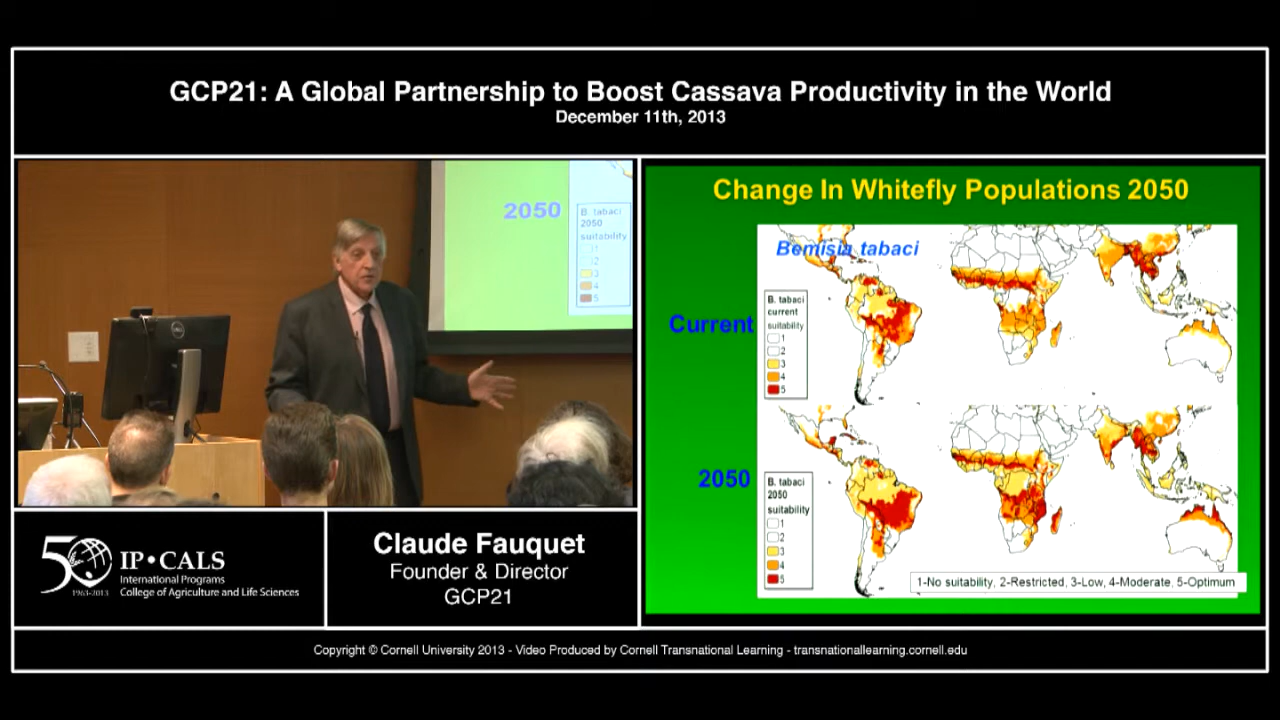 GCP21: A Global Partnership to Boost Cassava Productivity in the World
December 11th, 2013
2050
B. tabaci
2050
suitability
1
2
3
4
5
DELL
Change In Whitefly Populations 2050
Bemisia tabaci
Current
B. tabaci
current
suitability
1
2
3
4
5
2050
B. tabaci
2050
suitability
1
2
3
4
5
1-No suitability, 2-Restricted, 3-Low, 4-Moderate, 5-Optimum
50
1963-2013
IP•CALS
International Programs
College of Agriculture and Life Sciences
Claude Fauquet
Founder & Director
GCP21
Copyright © Cornell University 2013 - Video Produced by Cornell Transnational Learning - transnationallearning.cornell.edu